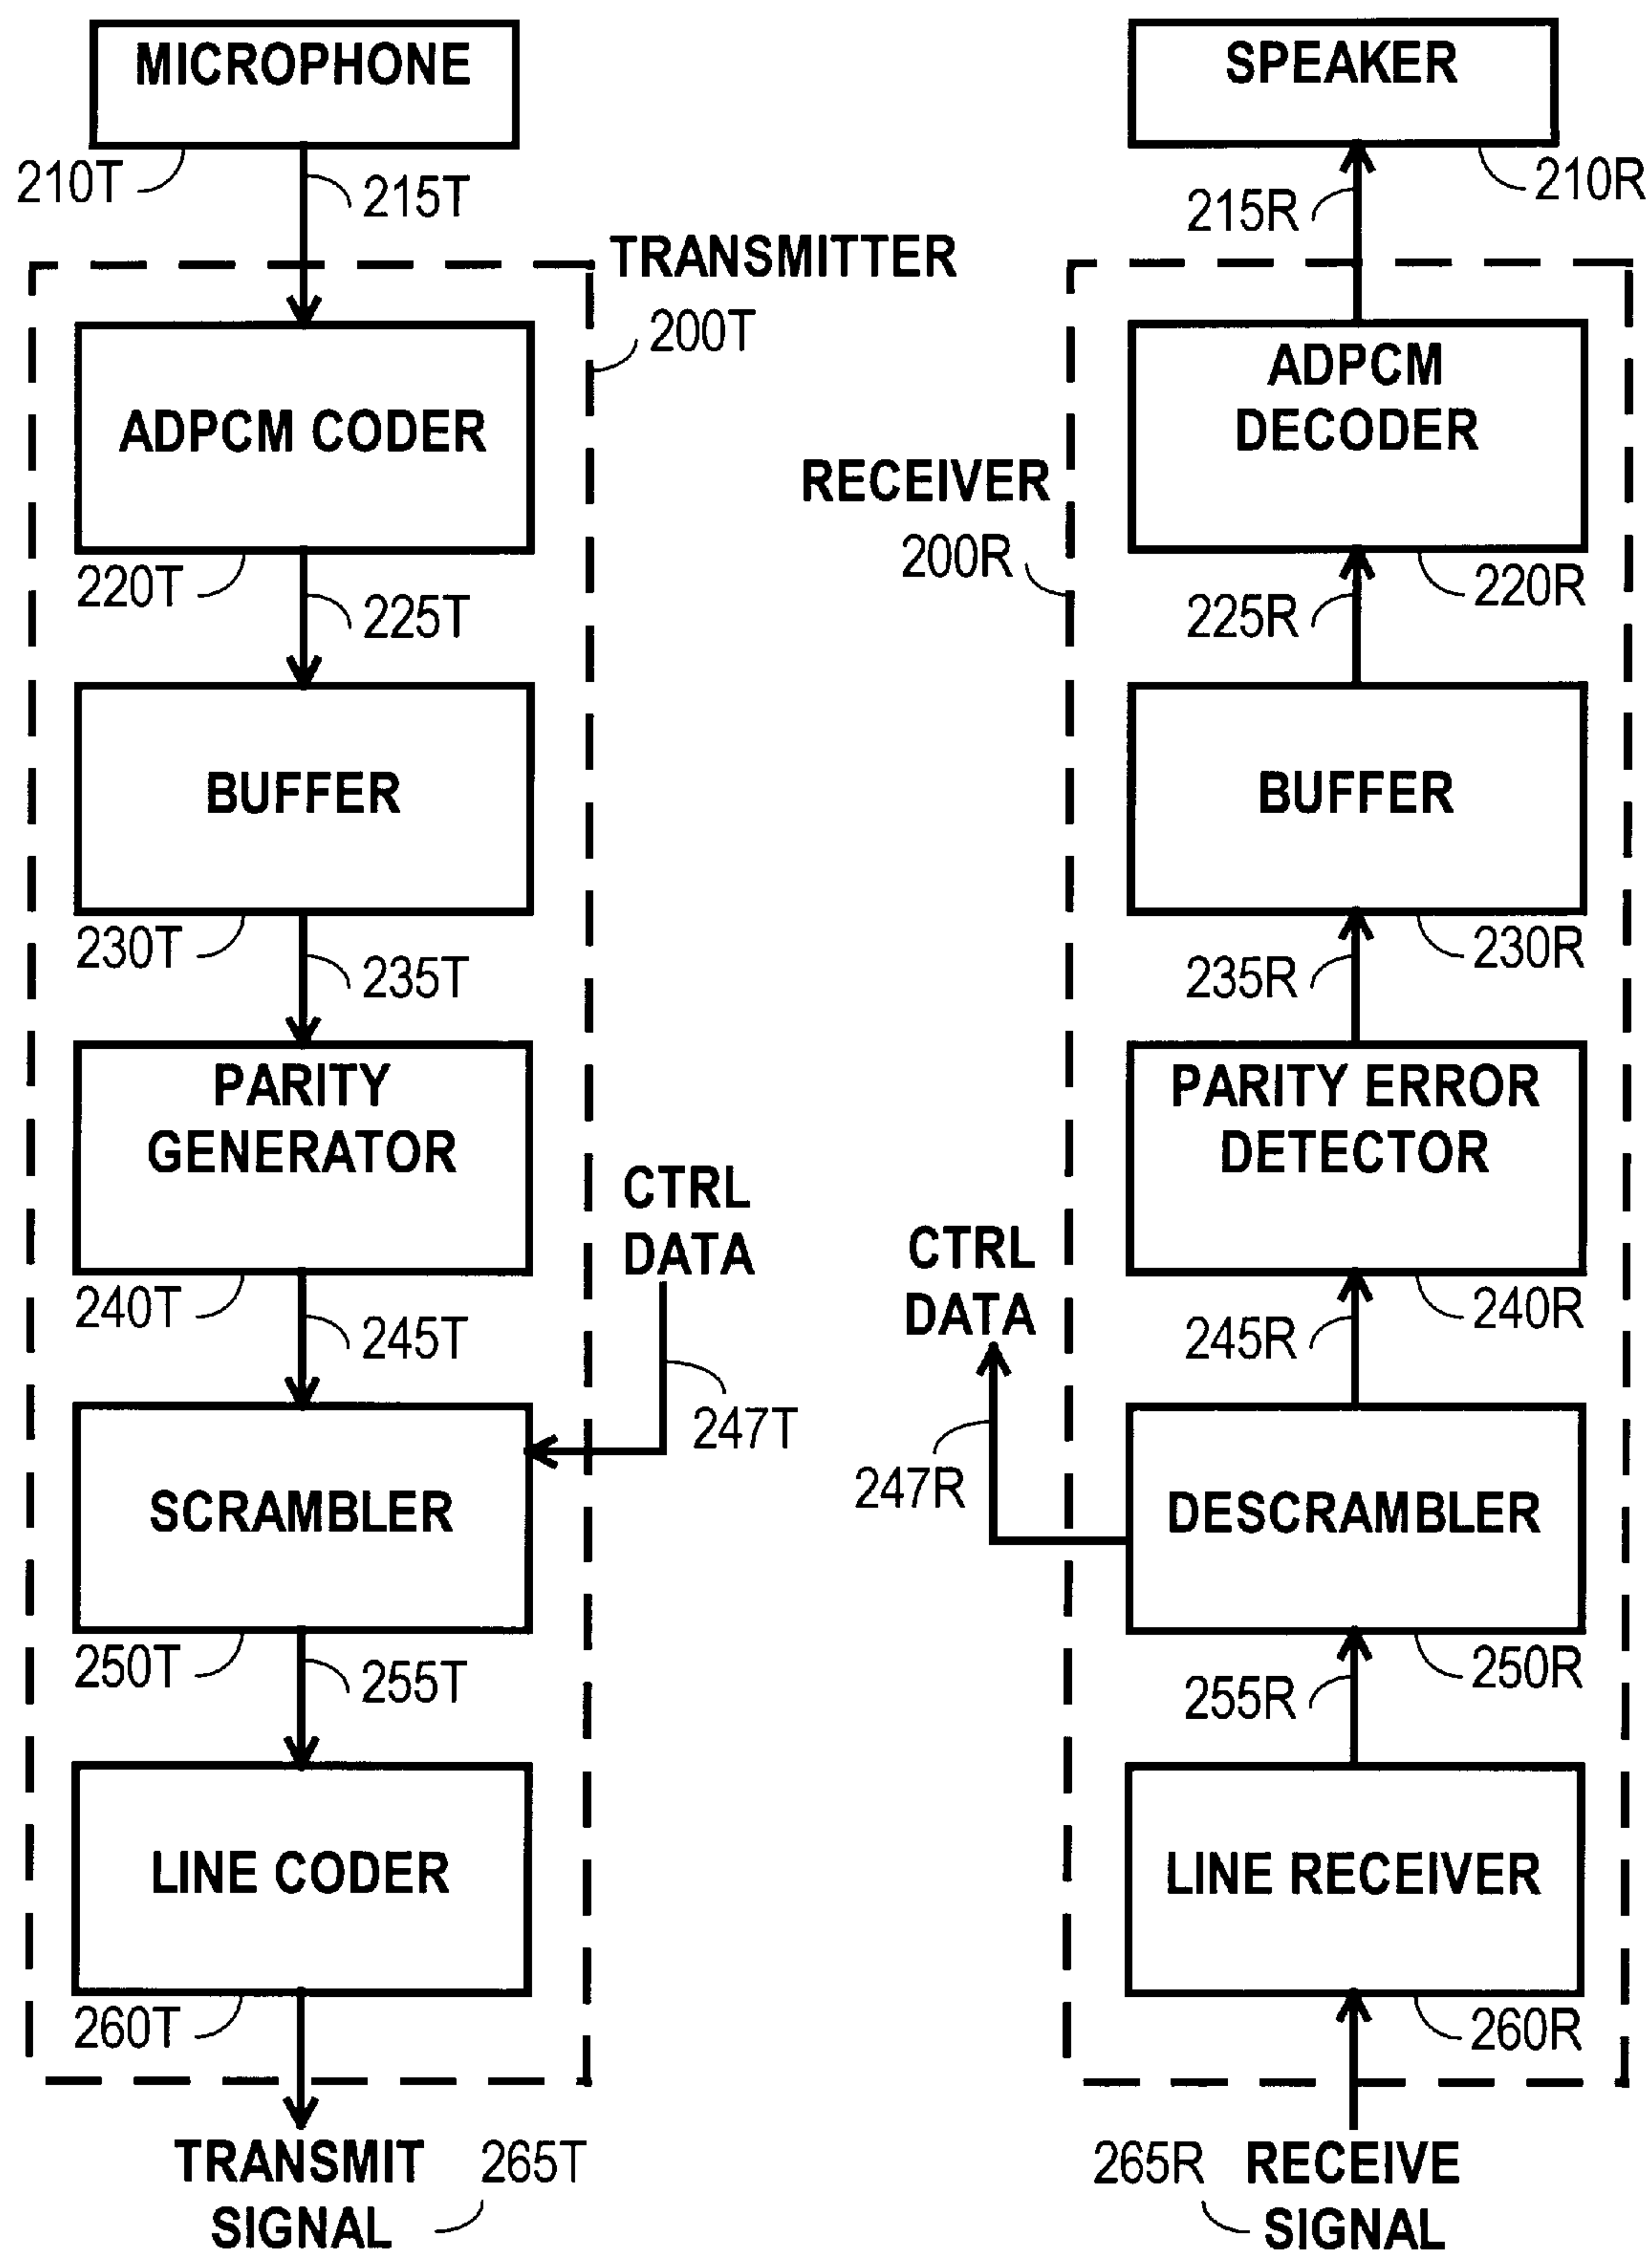 MICROPHONE
210T
215T
TRANSMITTER
200T
ADPCM CODER
220T
225T
BUFFER
230T
235T
PARITY
GENERATOR
240T
245T
CTRL
DATA
247T
SCRAMBLER
250T
255T
LINE CODER
260T
TRANSMIT
SIGNAL
265T
SPEAKER
210R
215R
RECEIVER
200R
ADPCM
DECODER
220R
225R
BUFFER
230R
235R
PARITY ERROR
DETECTOR
240R
245R
CTRL
DATA
247R
DESCRAMBLER
250R
255R
LINE RECEIVER
260R
265R
RECEIVE
SIGNAL